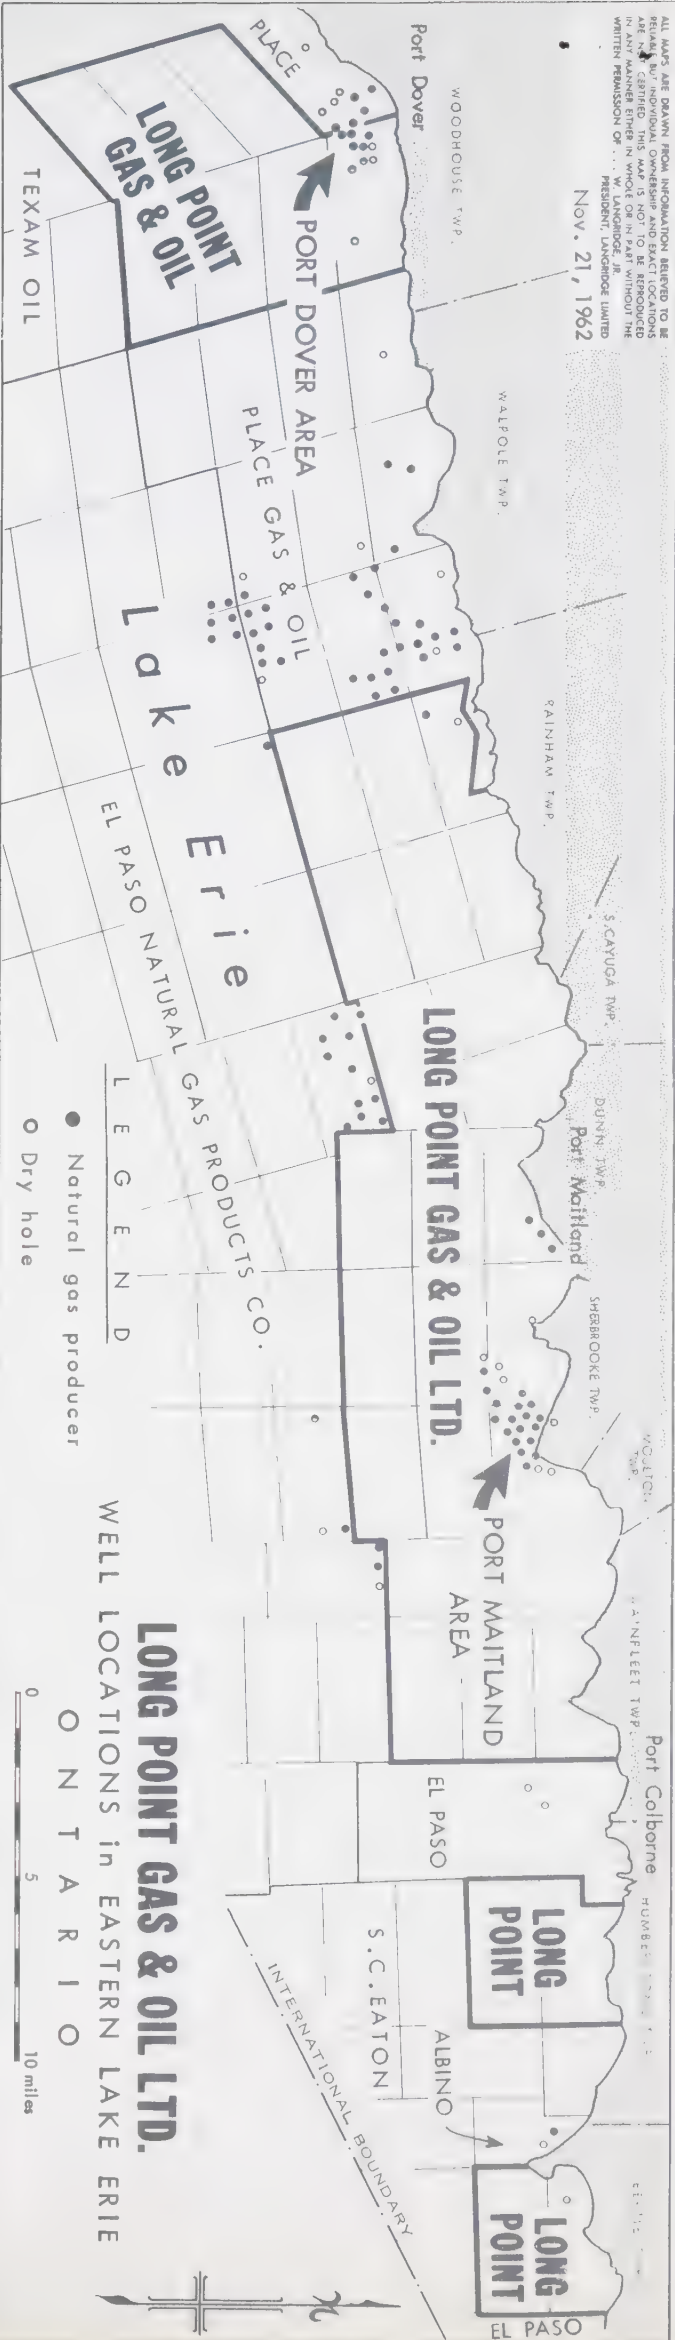 ALL MAPS ARE DRAWN FROM INFORMATION BELIEVED TO BE
RELIABLE BUT INDIVIDUAL OWNERSHIP AND EXACT LOCATIONS
ARE NOT CERTIFIED THIS MAP IS NOT TO BE REPRODUCED
IN ANY MANNER EITHER IN WHOLE OR IN PART WITHOUT THE
WRITTEN PERMISSION OF . . . W. LANGRIDGE, JR.
PRESIDENT, LANGRIDGE LIMITED
Nov. 21, 1962
WOODHOUSE TWP.
WALPOLE TWP.
RAINHAM TWP.
S. CAYUGA TWP.
DUNN TWP.
SHERBROOKE TWP.
MOULTON
TWP.
WAINFLEET TWP.
Port Dover
Port Maitland
Port Colborne
PLACE
LONG POINT
GAS & OIL
TEXAM OIL
PORT DOVER AREA
PLACE GAS & OIL
Lake Erie
EL PASO NATURAL GAS PRODUCTS CO.
LONG POINT GAS & OIL LTD.
PORT MAITLAND
AREA
EL PASO
LONG
POINT
S.C. EATON
ALBINO
LONG
POINT
EL PASO
INTERNATIONAL BOUNDARY
LEGEND
● Natural gas producer
○ Dry hole
LONG POINT GAS & OIL LTD.
WELL LOCATIONS in EASTERN LAKE ERIE
ONTARIO
0 5 10 miles
N